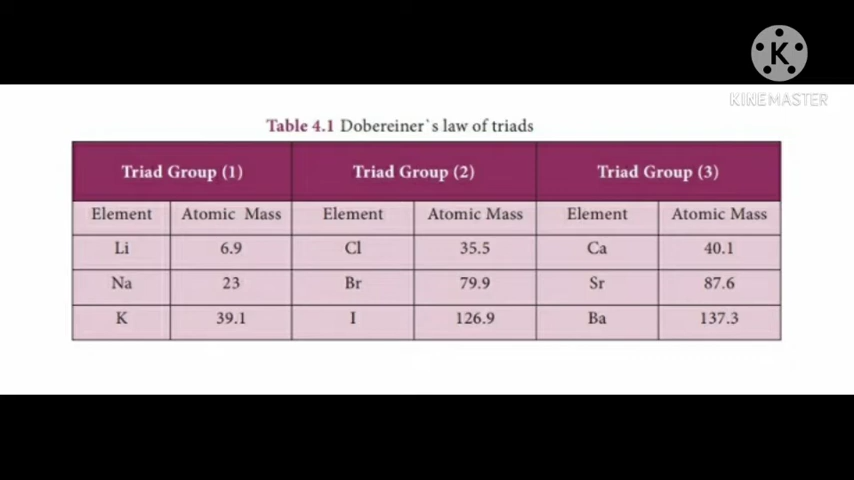 K
KINEMASTER
Table 4.1 Dobereiner`s law of triads
Triad Group (1) Triad Group (2) Triad Group (3)
Element Atomic Mass Element Atomic Mass Element Atomic Mass
Li 6.9 Cl 35.5 Ca 40.1
Na 23 Br 79.9 Sr 87.6
K 39.1 I 126.9 Ba 137.3